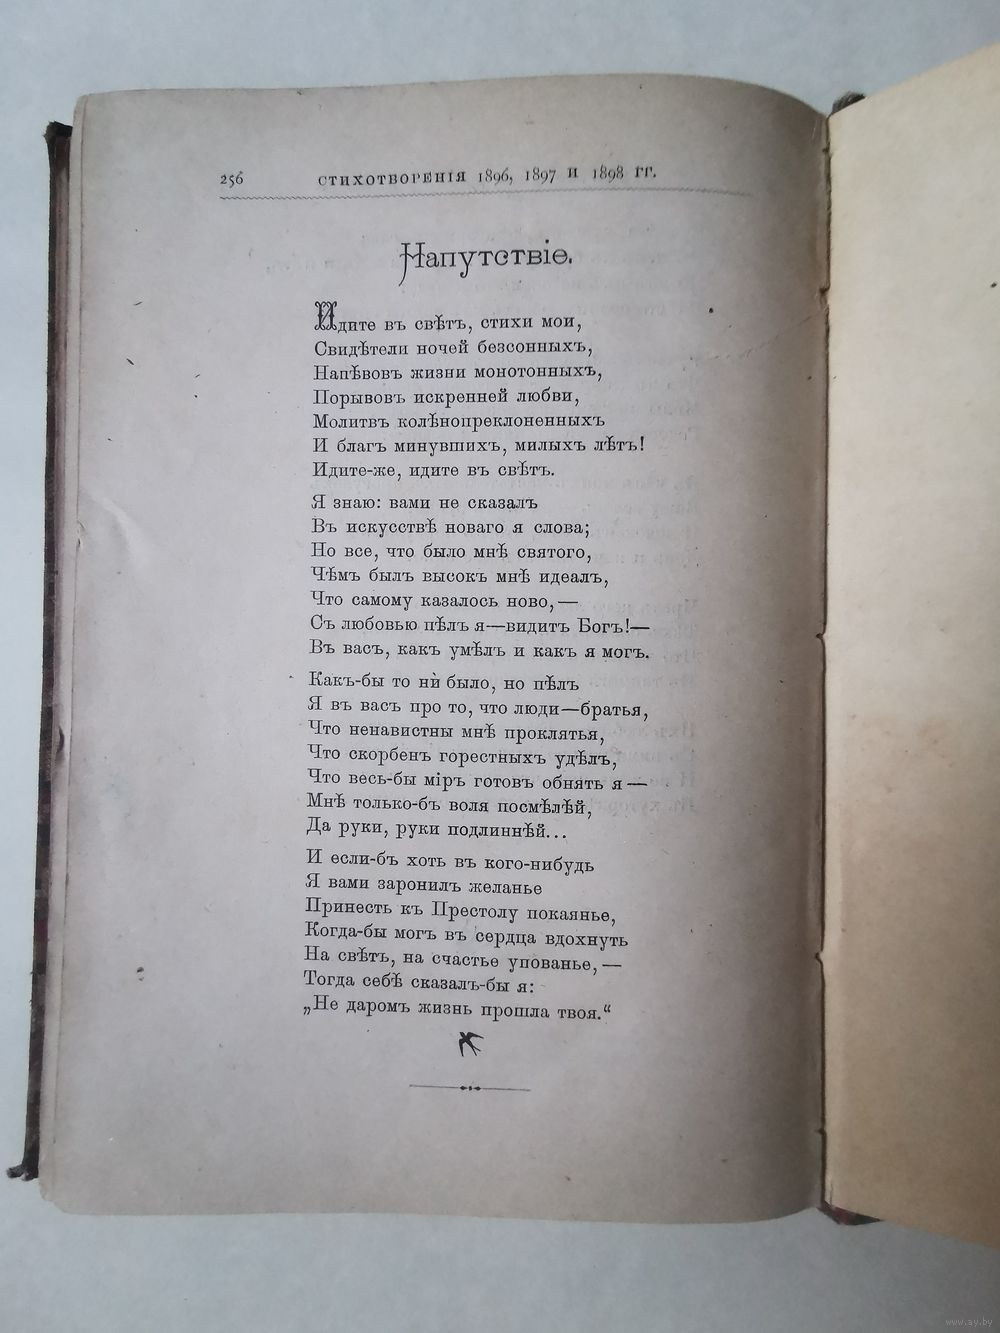 256 СТИХОТВОРЕНІЯ 1896, 1897 И 1898 ГГ.
Напутствіе.
Идите въ свѣтъ, стихи мои,
Свидѣтели ночей безсонныхъ,
Напѣвовъ жизни монотонныхъ,
Порывовъ искренней любви,
Молитвъ колѣнопреклоненныхъ
И благъ минувшихъ, милыхъ лѣтъ!
Идите-же, идите въ свѣтъ.
Я знаю: вами не сказалъ
Въ искусствѣ новаго я слова;
Но все, что было мнѣ святого,
Чѣмъ былъ высокъ мнѣ идеалъ,
Что самому казалось ново,—
Съ любовью пѣлъ я—видитъ Богъ!—
Въ васъ, какъ умѣлъ и какъ я могъ.
Какъ-бы то ни было, но пѣлъ
Я въ васъ про то, что люди—братья,
Что ненавистны мнѣ проклятья,
Что скорбенъ горестныхъ удѣлъ,
Что весь-бы міръ готовъ обнять я—
Мнѣ только-бъ воля посмѣлѣй,
Да руки, руки подлиннѣй...
И если-бъ хоть въ кого-нибудь
Я вами заронилъ желанье
Принесть къ Престолу покаянье,
Когда-бы могъ въ сердца вдохнуть
На свѣтъ, на счастье упованье,—
Тогда себѣ сказалъ-бы я:
„Не даромъ жизнь прошла твоя.“
www.ay.by